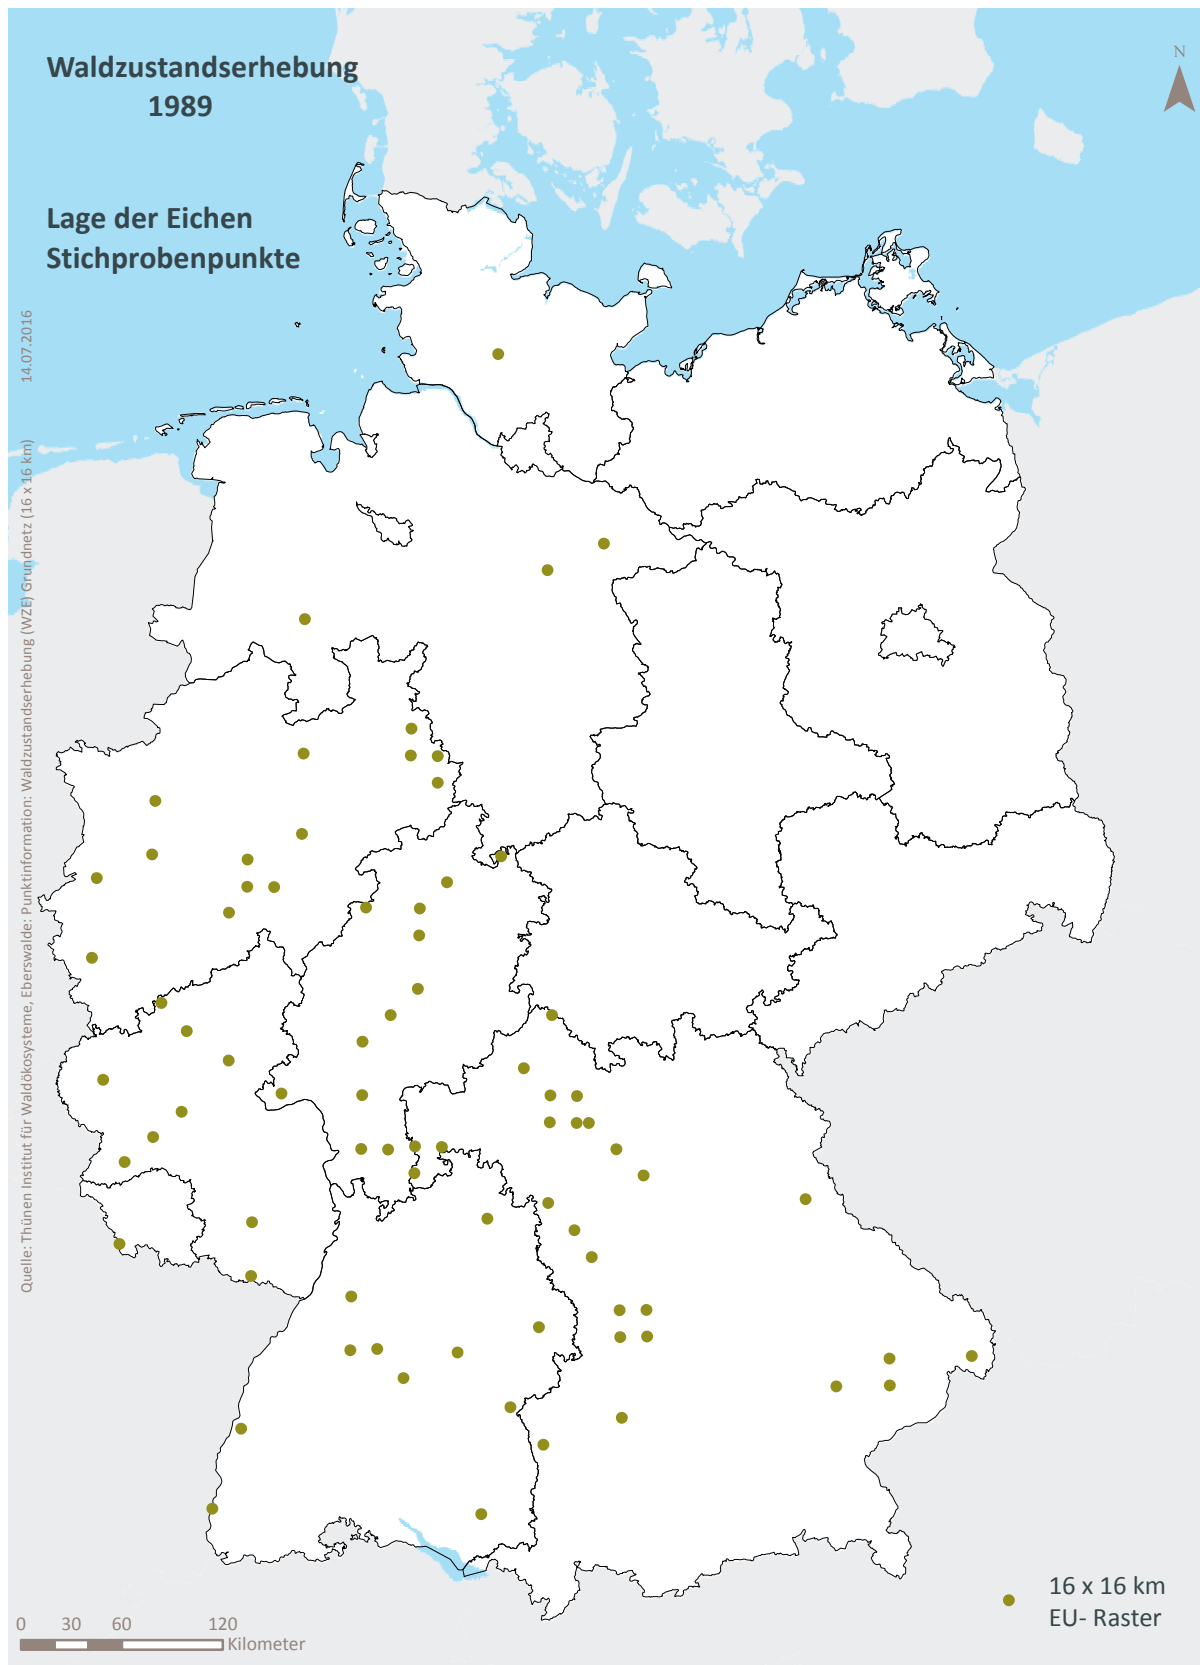 Waldzustandserhebung
1989
Lage der Eichen
Stichprobenpunkte
N
Quelle: Thünen Institut für Waldökosysteme, Eberswalde: Punktinformation: Waldzustandserhebung (WZE) Grundnetz (16 x 16 km) 14.07.2016
16 x 16 km
EU- Raster
0 30 60 120
Kilometer